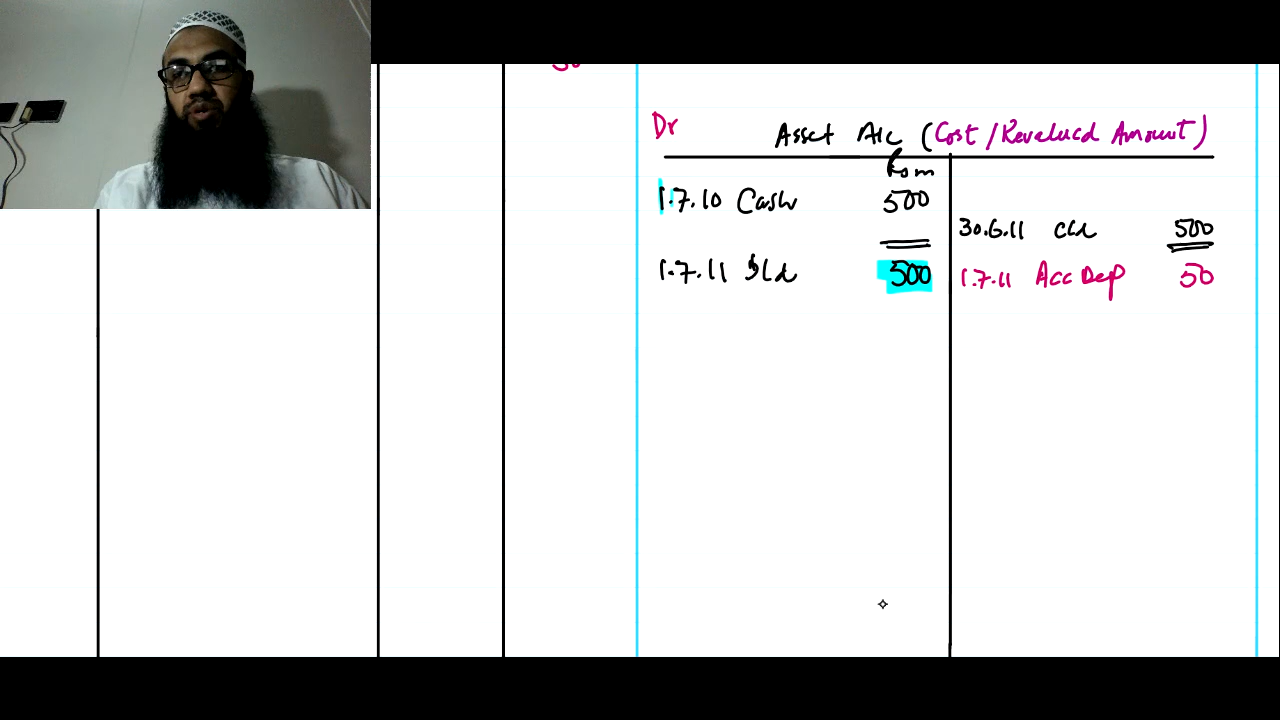 50
Dr Asset A/c (Cost/Revalued Amount)
1.7.10 Cash 500
30.6.11 c/d 500
1.7.11 b/d 500 1.7.11 Acc Dep 50